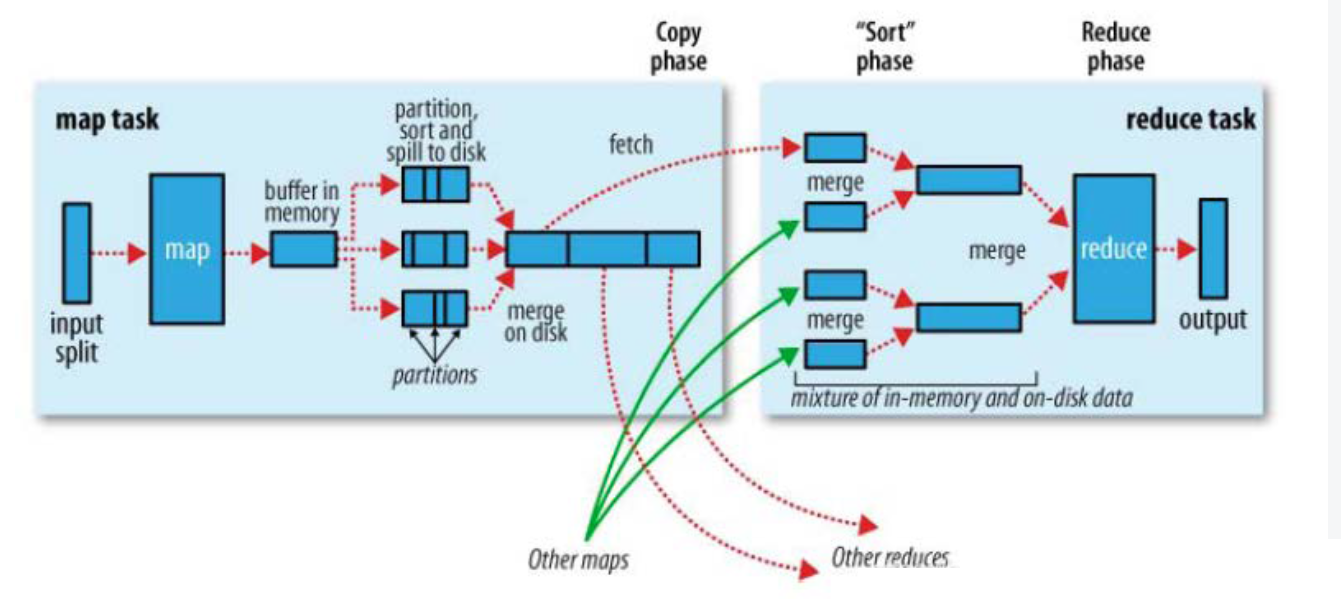 Copy
phase
"Sort"
phase
Reduce
phase
map task
reduce task
partition,
sort and
spill to disk
fetch
buffer in
memory
map
merge
merge
reduce
input
split
merge
on disk
merge
output
partitions
mixture of in-memory and on-disk data
Other maps
Other reduces